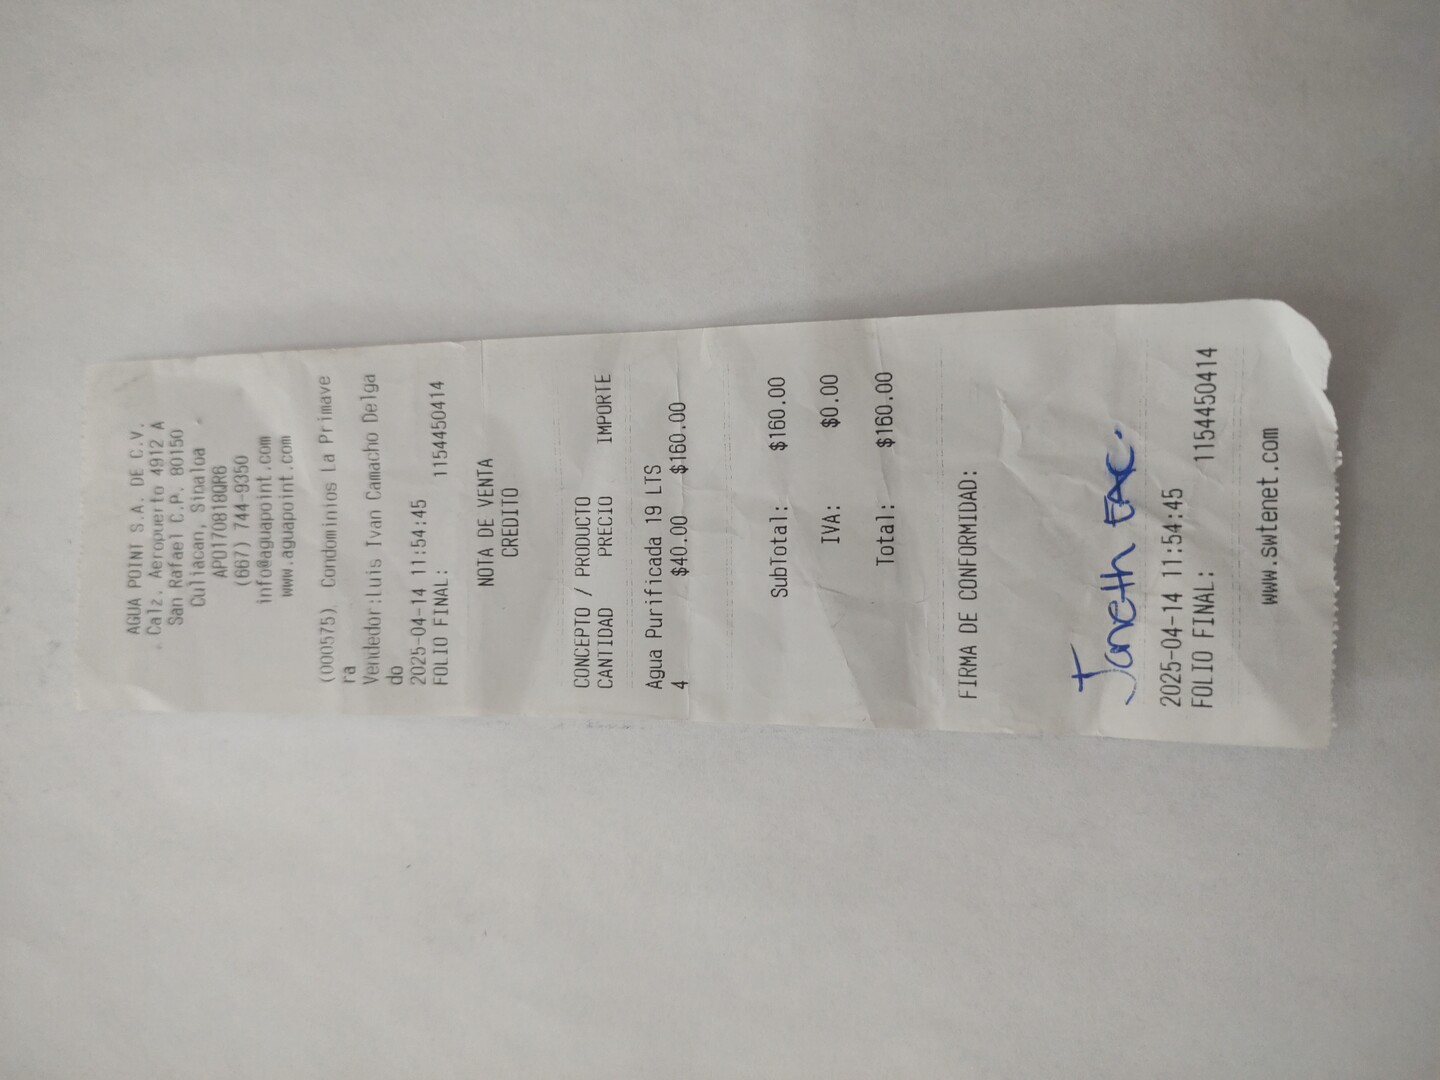 AGUA POINT S.A. DE C.V.
Calz. Aeropuerto 4912 A
San Rafael C.P. 80150
Culiacan, Sinaloa
APO170818QR6
(667) 744-9350
info@aguapoint.com
www.aguapoint.com
(000575), Condominios La Primave
ra
Vendedor:Luis Ivan Camacho Delga
do
2025-04-14 11:54:45
FOLIO FINAL: 1154450414
NOTA DE VENTA
CREDITO
CONCEPTO / PRODUCTO
CANTIDAD PRECIO IMPORTE
Agua Purificada 19 LTS
4 $40.00 $160.00
SubTotal: $160.00
IVA: $0.00
Total: $160.00
FIRMA DE CONFORMIDAD:
Janeth
2025-04-14 11:54:45
FOLIO FINAL: 1154450414
www.swtenet.com